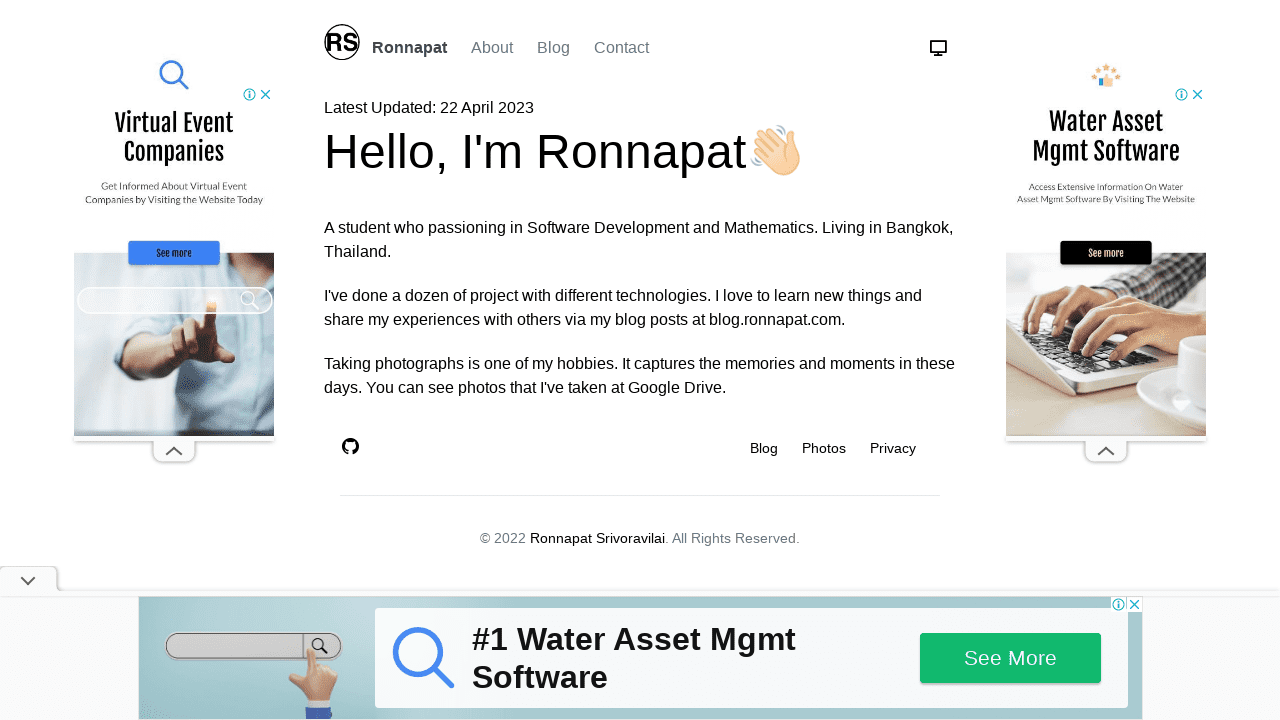 RS Ronnapat About Blog Contact
Latest Updated: 22 April 2023
Hello, I'm Ronnapat👋🏻
A student who passioning in Software Development and Mathematics. Living in Bangkok,
Thailand.
I've done a dozen of project with different technologies. I love to learn new things and
share my experiences with others via my blog posts at blog.ronnapat.com.
Taking photographs is one of my hobbies. It captures the memories and moments in these
days. You can see photos that I've taken at Google Drive.
Blog Photos Privacy
© 2022 Ronnapat Srivoravilai. All Rights Reserved.
Virtual Event
Companies
Get Informed About Virtual Event
Companies by Visiting the Website Today
See more
Water Asset
Mgmt Software
Access Extensive Information On Water
Asset Mgmt Software By Visiting The Website
See more
#1 Water Asset Mgmt
Software
See More